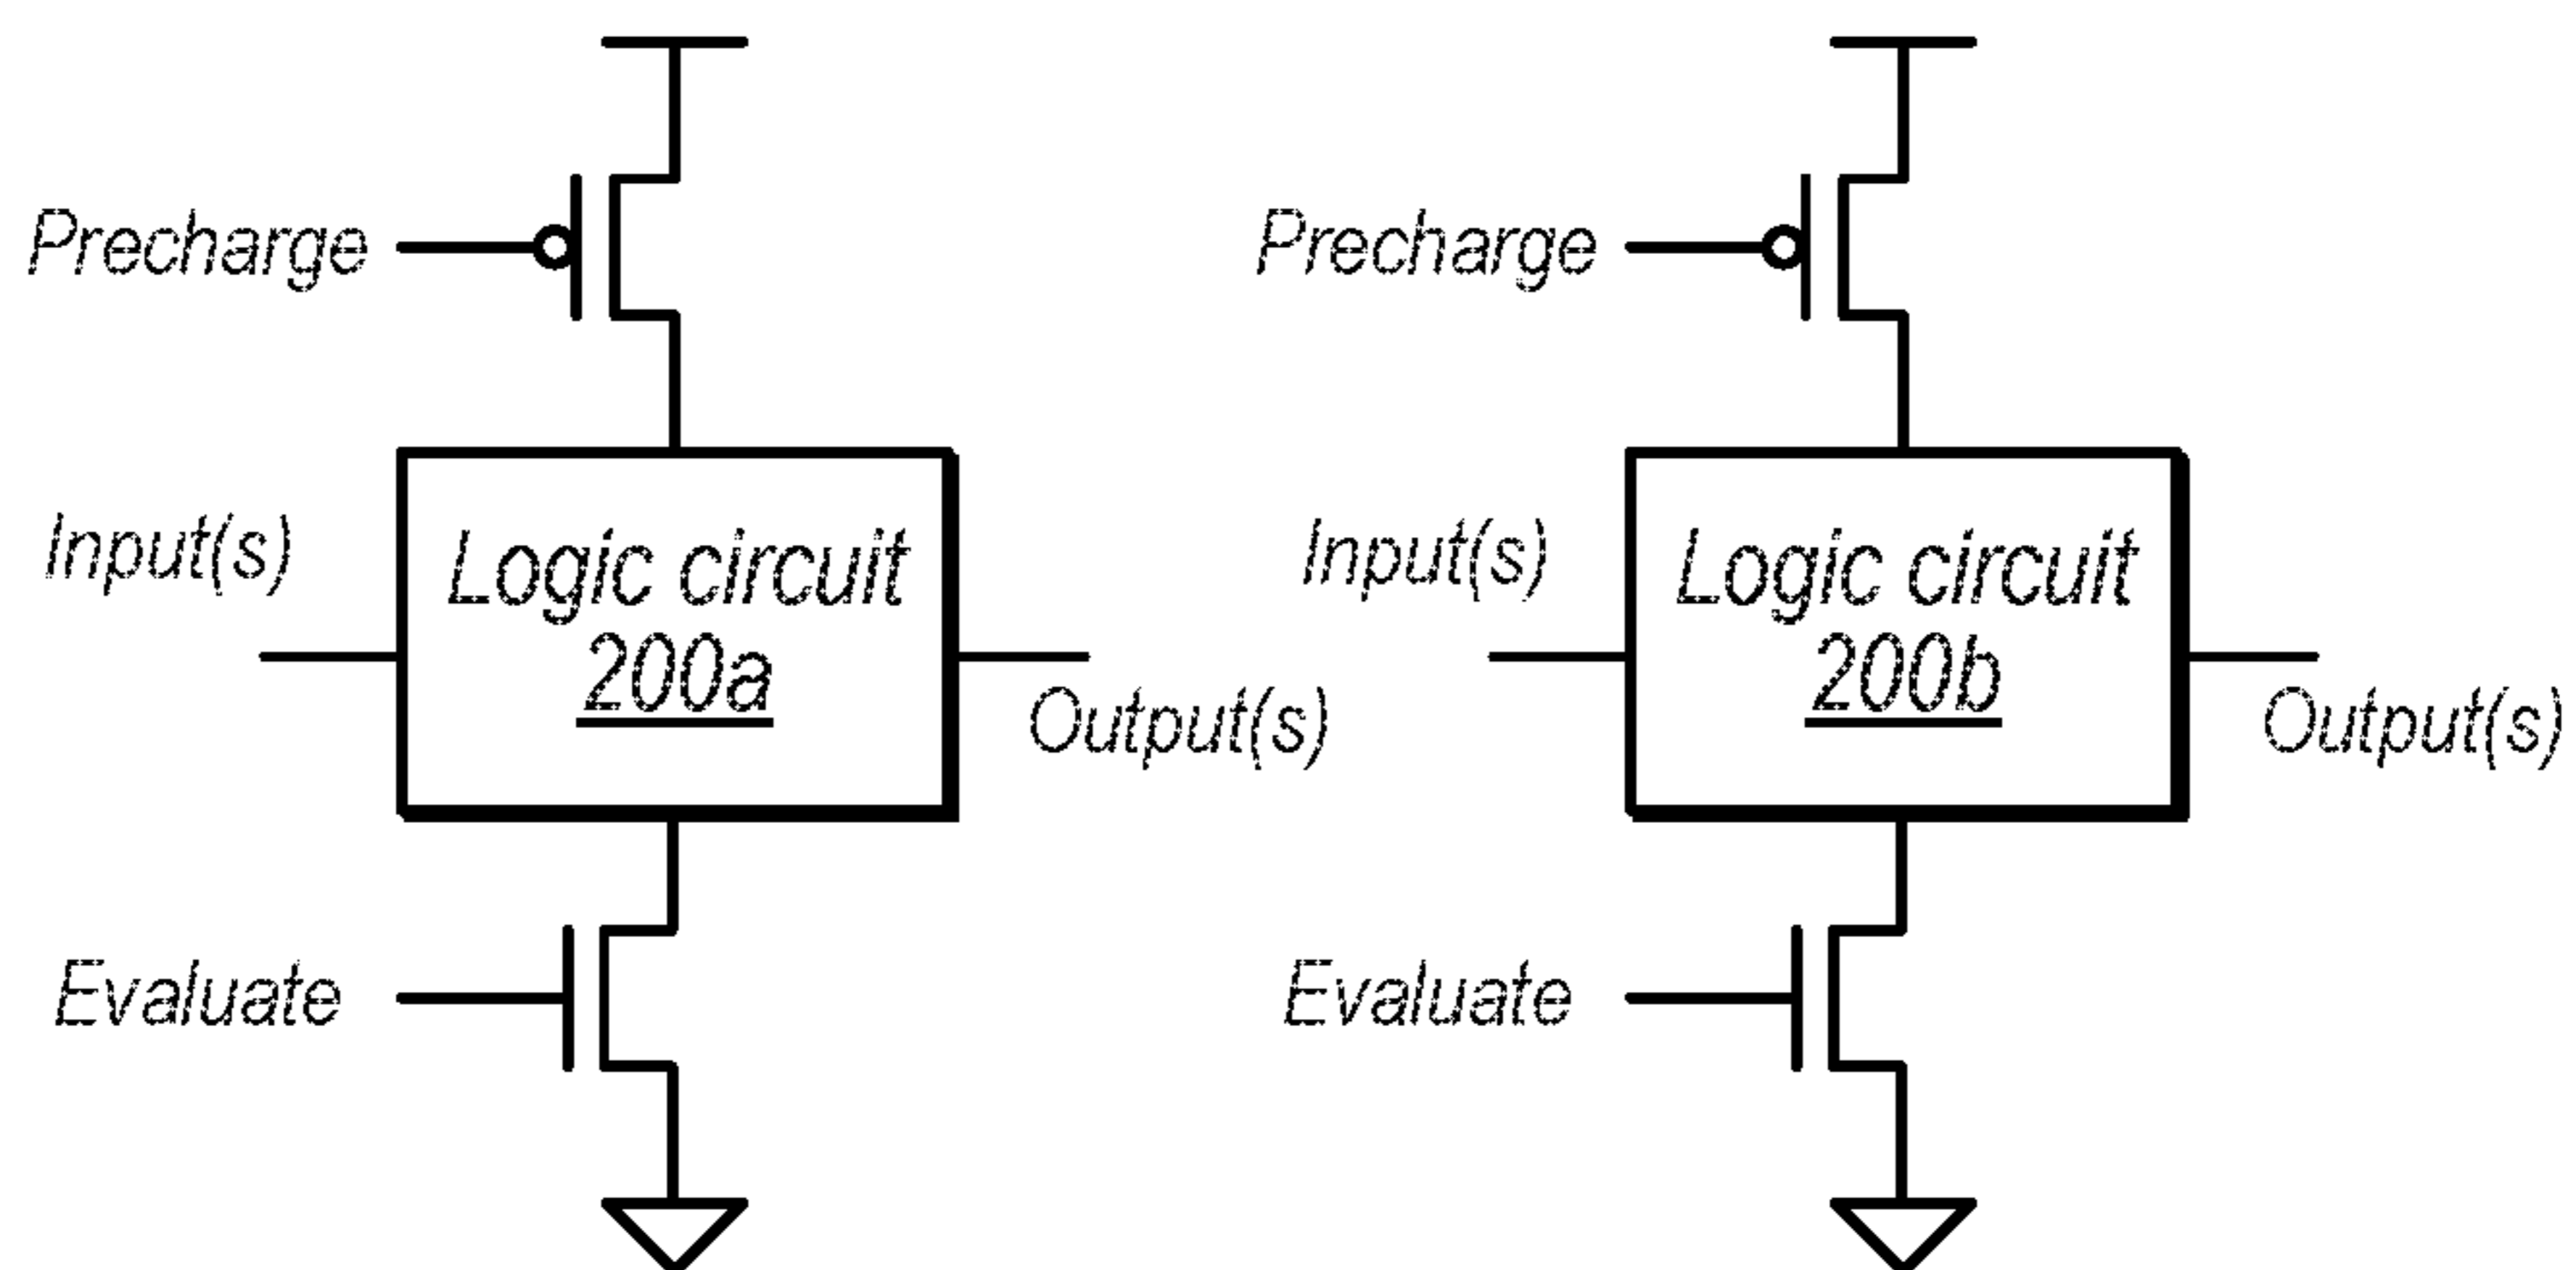 Precharge
Input(s)
Logic circuit
200a
Output(s)
Evaluate
Precharge
Input(s)
Logic circuit
200b
Output(s)
Evaluate